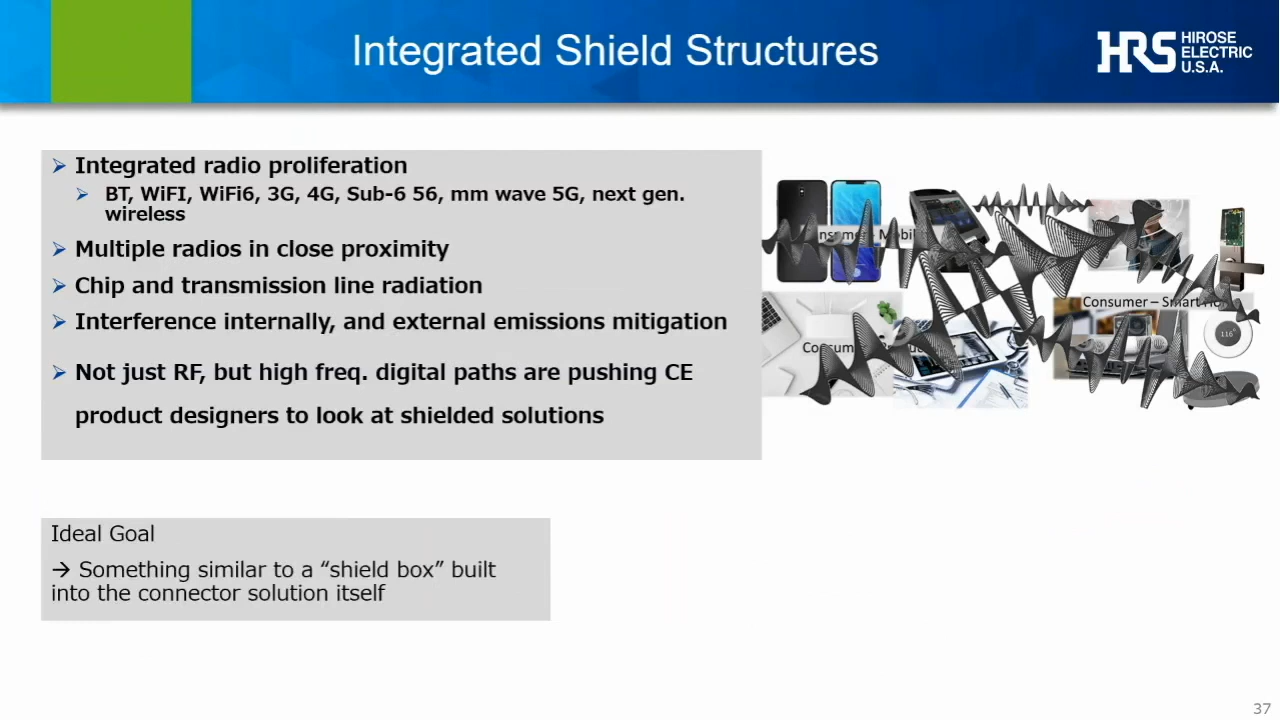 Integrated Shield Structures
HRS HIROSE
ELECTRIC
U.S.A.
➢ Integrated radio proliferation
➢ BT, WiFI, WiFi6, 3G, 4G, Sub-6 56, mm wave 5G, next gen.
wireless
➢ Multiple radios in close proximity
➢ Chip and transmission line radiation
➢ Interference internally, and external emissions mitigation
➢ Not just RF, but high freq. digital paths are pushing CE
product designers to look at shielded solutions
Consumer – Smart
116°
Ideal Goal
→ Something similar to a “shield box” built
into the connector solution itself
37